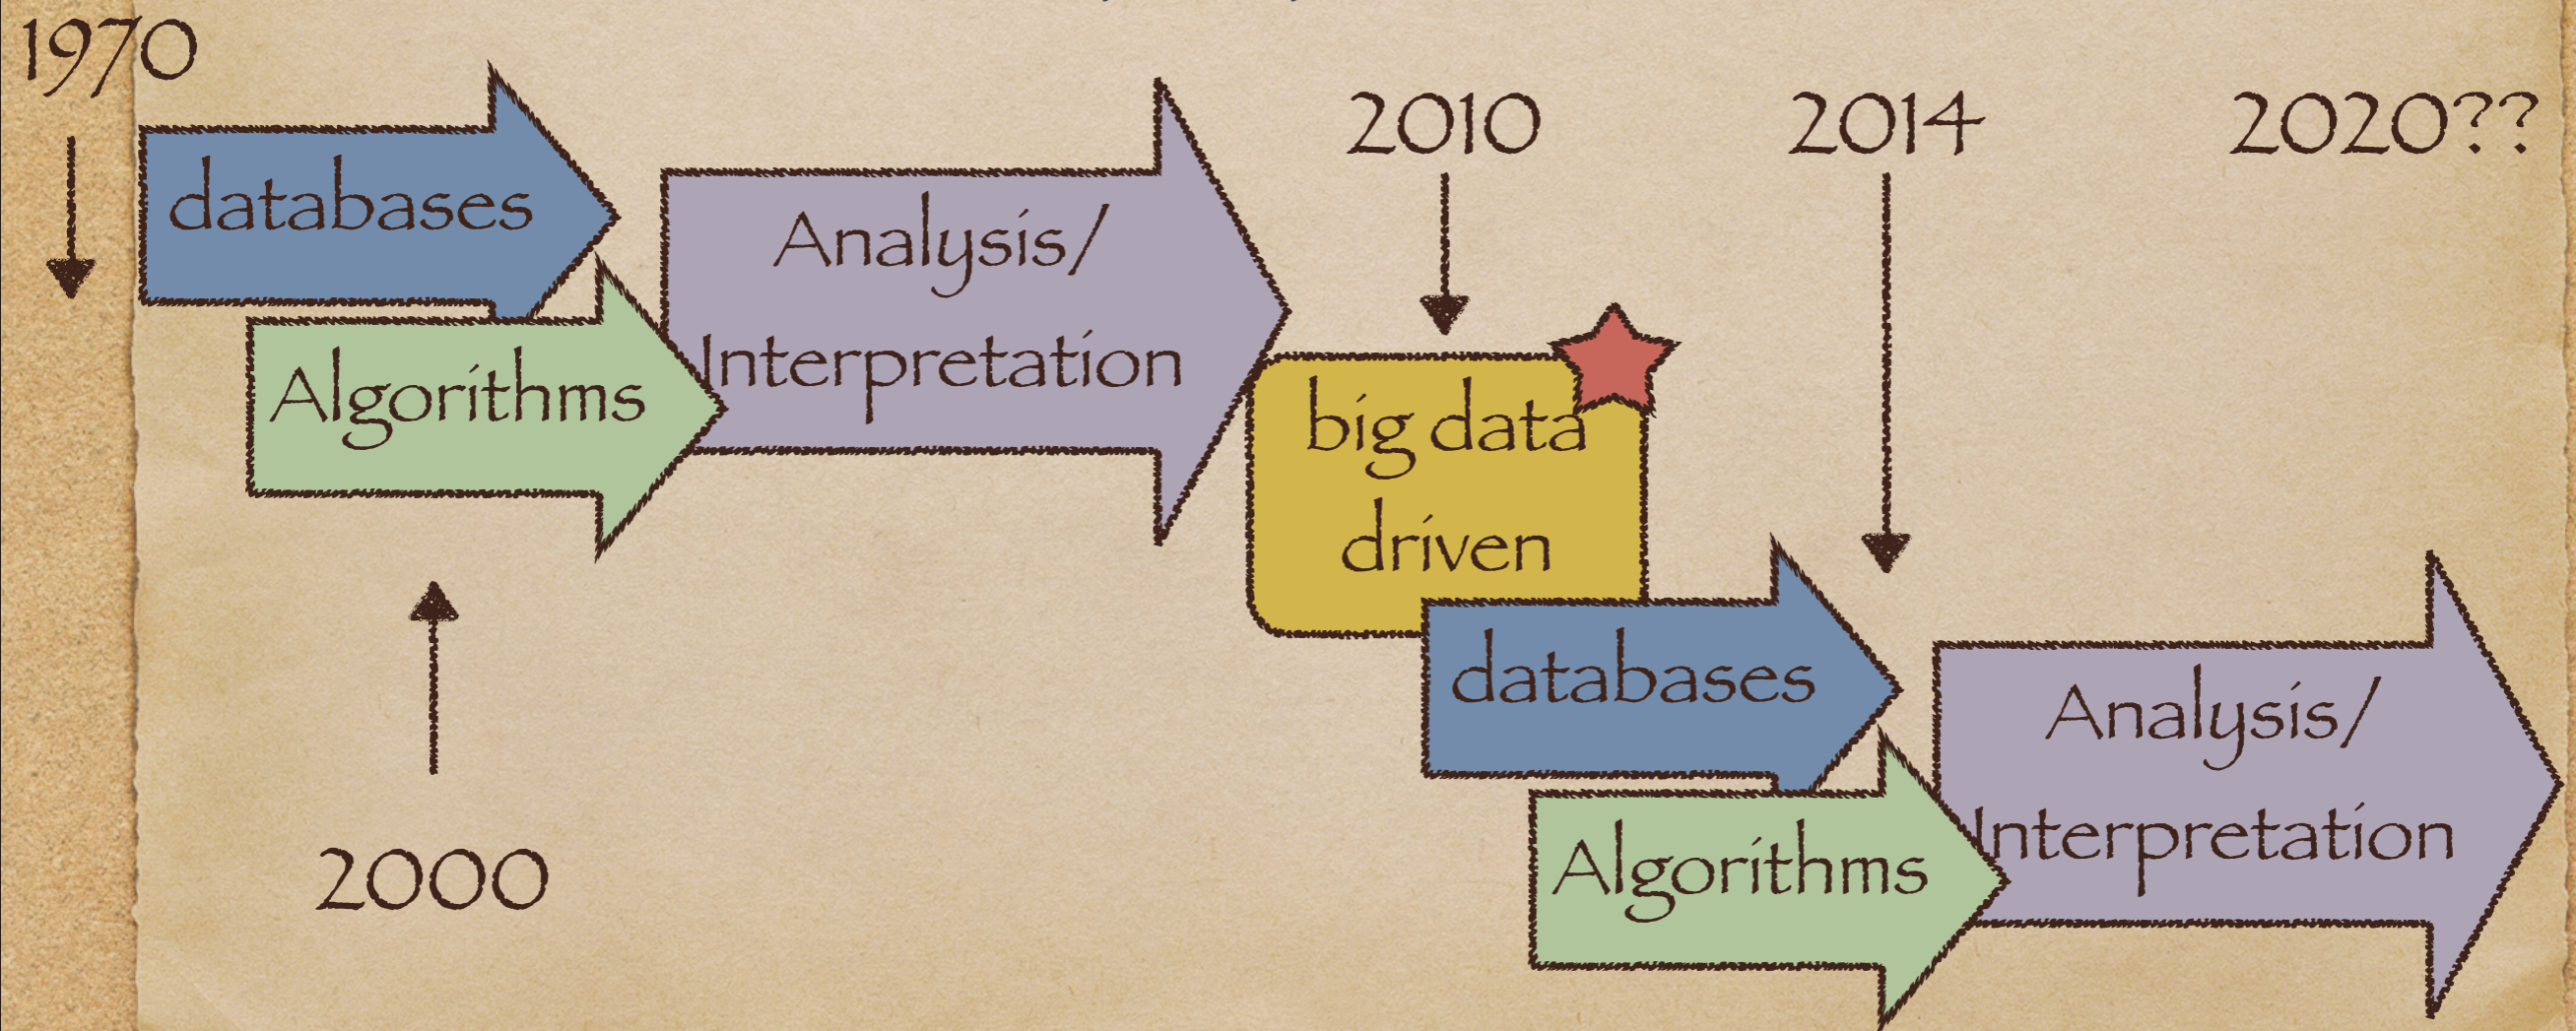 1970
databases
Algorithms
2000
Analysis/
Interpretation
2010
big data
driven
2014
databases
Algorithms
2020??
Analysis/
Interpretation